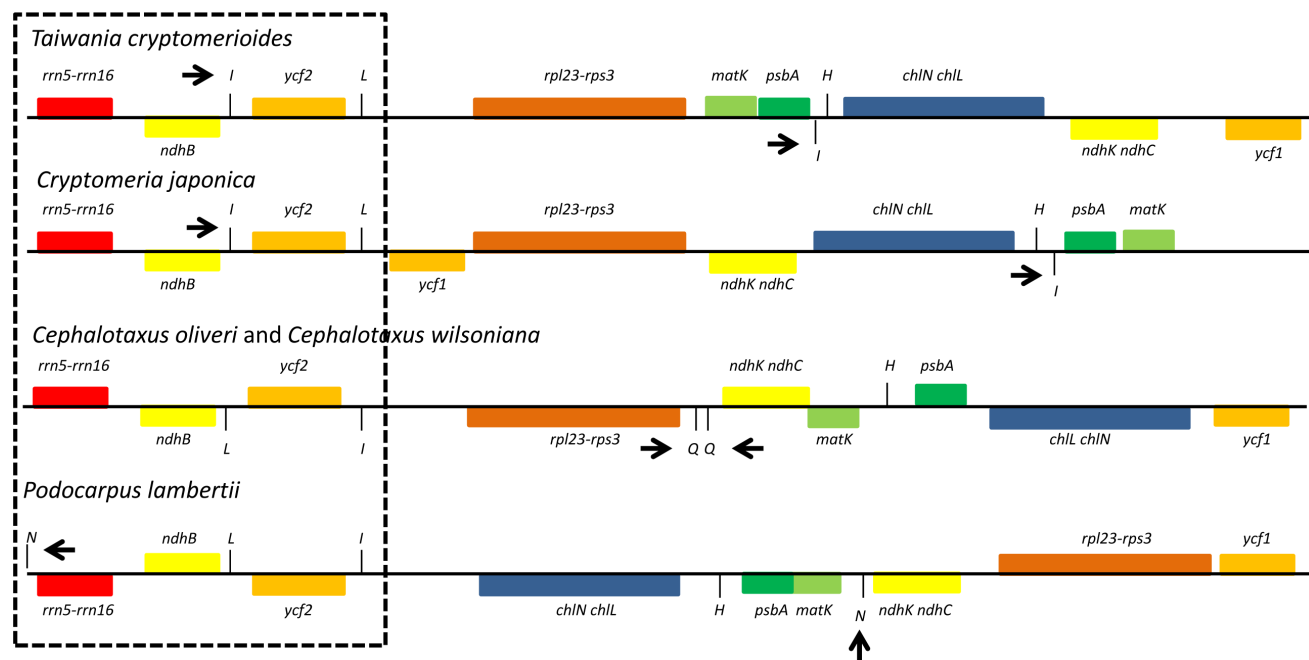 Taiwania cryptomerioides
rrn5-rrn16 I ycf2 L rpl23-rps3 matK psbA H chlN chlL
ndhB I ndhK ndhC ycf1
Cryptomeria japonica
rrn5-rrn16 I ycf2 L rpl23-rps3 chlN chlL H psbA matK
ndhB ycf1 ndhK ndhC I
Cephalotaxus oliveri and Cephalotaxus wilsoniana
rrn5-rrn16 ycf2 ndhK ndhC H psbA
ndhB L I rpl23-rps3 Q Q matK chlL chlN ycf1
Podocarpus lambertii
N ndhB L I rpl23-rps3 ycf1
rrn5-rrn16 ycf2 chlN chlL H psbA matK N ndhK ndhC